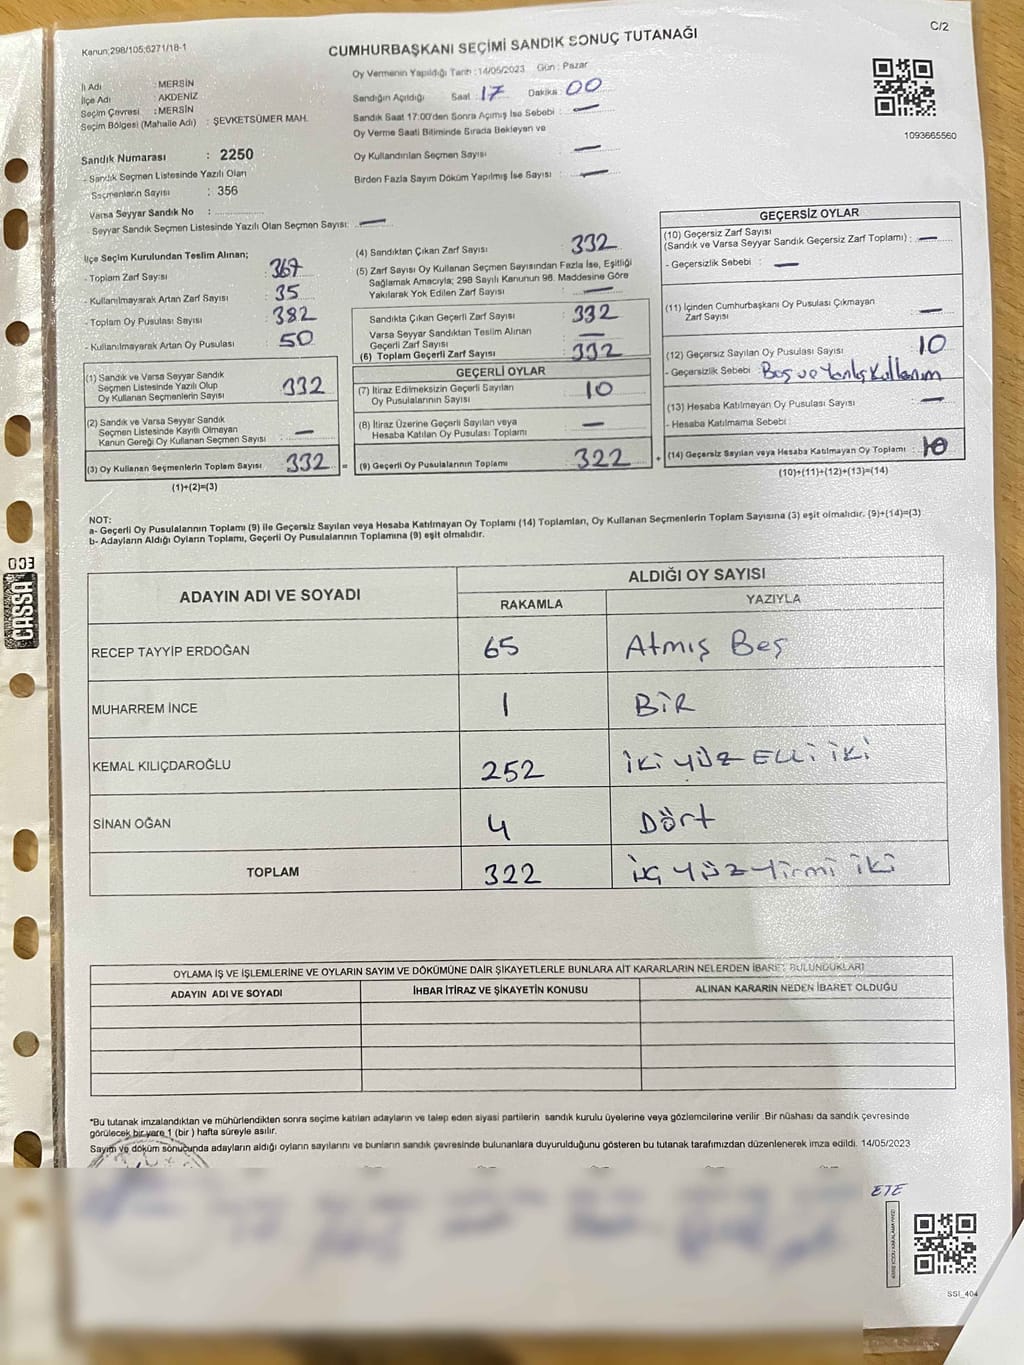 C/2
Kanun;298/105;6271/18-1
CUMHURBAŞKANI SEÇİMİ SANDIK SONUÇ TUTANAĞI
İl Adı : MERSİN
İlçe Adı : AKDENİZ
Seçim Çevresi : MERSİN
Seçim Bölgesi (Mahalle Adı) : ŞEVKETSÜMER MAH.
Sandık Numarası : 2250
- Sandık Seçmen Listesinde Yazılı Olan
Seçmenlerin Sayısı : 356
Varsa Seyyar Sandık No :
Seyyar Sandık Seçmen Listesinde Yazılı Olan Seçmen Sayısı: —
Oy Vermenin Yapıldığı Tarih :14/05/2023 Gün : Pazar
Sandığın Açıldığı Saat : 17 Dakika : 00
Sandık Saat 17:00'den Sonra Açımış İse Sebebi : —
Oy Verme Saati Bitiminde Sırada Bekleyen ve
Oy Kullandırılan Seçmen Sayısı : —
Birden Fazla Sayım Döküm Yapılmış İse Sayısı : —
1093665560
İlçe Seçim Kurulundan Teslim Alınan;
- Toplam Zarf Sayısı : 367
- Kullanılmayarak Artan Zarf Sayısı : 35
- Toplam Oy Pusulası Sayısı : 382
- Kullanılmayarak Artan Oy Pusulası : 50
(1) Sandık ve Varsa Seyyar Sandık
Seçmen Listesinde Yazılı Olup
Oy Kullanan Seçmenlerin Sayısı : 332
(2) Sandık ve Varsa Seyyar Sandık
Seçmen Listesinde Kayıtlı Olmayan
Kanun Gereği Oy Kullanan Seçmen Sayısı : —
(3) Oy Kullanan Seçmenlerin Toplam Sayısı : 332 =
(1)+(2)=(3)
(4) Sandıktan Çıkan Zarf Sayısı : 332
(5) Zarf Sayısı Oy Kullanan Seçmen Sayısından Fazla İse, Eşitliği
Sağlamak Amacıyla; 298 Sayılı Kanunun 98. Maddesine Göre
Yakılarak Yok Edilen Zarf Sayısı : —
Sandıkta Çıkan Geçerli Zarf Sayısı : 332
Varsa Seyyar Sandıktan Teslim Alınan
Geçerli Zarf Sayısı : —
(6) Toplam Geçerli Zarf Sayısı : 332
GEÇERLİ OYLAR
(7) İtiraz Edilmeksizin Geçerli Sayılan
Oy Pusulalarının Sayısı : 10
(8) İtiraz Üzerine Geçerli Sayılan veya
Hesaba Katılan Oy Pusulası Toplamı : —
(9) Geçerli Oy Pusulalarının Toplamı : 322 +
GEÇERSİZ OYLAR
(10) Geçersiz Zarf Sayısı
(Sandık ve Varsa Seyyar Sandık Geçersiz Zarf Toplamı) : —
- Geçersizlik Sebebi : —
(11) İçinden Cumhurbaşkanı Oy Pusulası Çıkmayan
Zarf Sayısı : —
(12) Geçersiz Sayılan Oy Pusulası Sayısı : 10
- Geçersizlik Sebebi : Boş ve Yanlış Kullanım
(13) Hesaba Katılmayan Oy Pusulası Sayısı : —
- Hesaba Katılmama Sebebi :
(14) Geçersiz Sayılan veya Hesaba Katılmayan Oy Toplamı : 10
(10)+(11)+(12)+(13)=(14)
NOT:
a- Geçerli Oy Pusulalarının Toplamı (9) ile Geçersiz Sayılan veya Hesaba Katılmayan Oy Toplamı (14) Toplamları, Oy Kullanan Seçmenlerin Toplam Sayısına (3) eşit olmalıdır. (9)+(14)=(3)
b- Adayların Aldığı Oyların Toplamı, Geçerli Oy Pusulalarının Toplamına (9) eşit olmalıdır.
CASSA
ADAYIN ADI VE SOYADI
ALDIĞI OY SAYISI
RAKAMLA YAZIYLA
RECEP TAYYİP ERDOĞAN 65 Atmış Beş
MUHARREM İNCE 1 BİR
KEMAL KILIÇDAROĞLU 252 İKİ YÜZ ELLİ İKİ
SİNAN OĞAN 4 Dört
TOPLAM 322 üç yüz yirmi iki
OYLAMA İŞ VE İŞLEMLERİNE VE OYLARIN SAYIM VE DÖKÜMÜNE DAİR ŞİKAYETLERLE BUNLARA AİT KARARLARIN NELERDEN İBARET BULUNDUKLARI
ADAYIN ADI VE SOYADI İHBAR İTİRAZ VE ŞİKAYETİN KONUSU ALINAN KARARIN NEDEN İBARET OLDUĞU
*Bu tutanak imzalandıktan ve mühürlendikten sonra seçime katılan adayların ve talep eden siyasi partilerin sandık kurulu üyelerine veya gözlemcilerine verilir. Bir nüshası da sandık çevresinde
görülecek bir yere 1 (bir) hafta süreyle asılır.
Sayım ve döküm sonucunda adayların aldığı oyların sayılarını ve bunların sandık çevresinde bulunanlara duyurulduğunu gösteren bu tutanak tarafımızdan düzenlenerek imza edildi. 14/05/2023
ETE
SSI_404